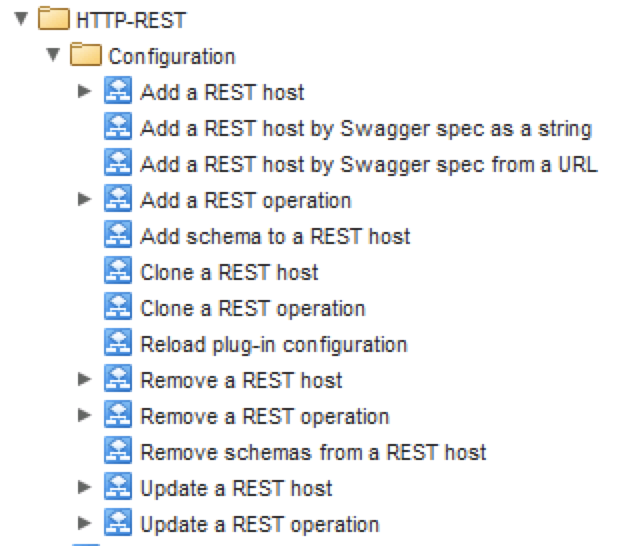 HTTP-REST
Configuration
Add a REST host
Add a REST host by Swagger spec as a string
Add a REST host by Swagger spec from a URL
Add a REST operation
Add schema to a REST host
Clone a REST host
Clone a REST operation
Reload plug-in configuration
Remove a REST host
Remove a REST operation
Remove schemas from a REST host
Update a REST host
Update a REST operation